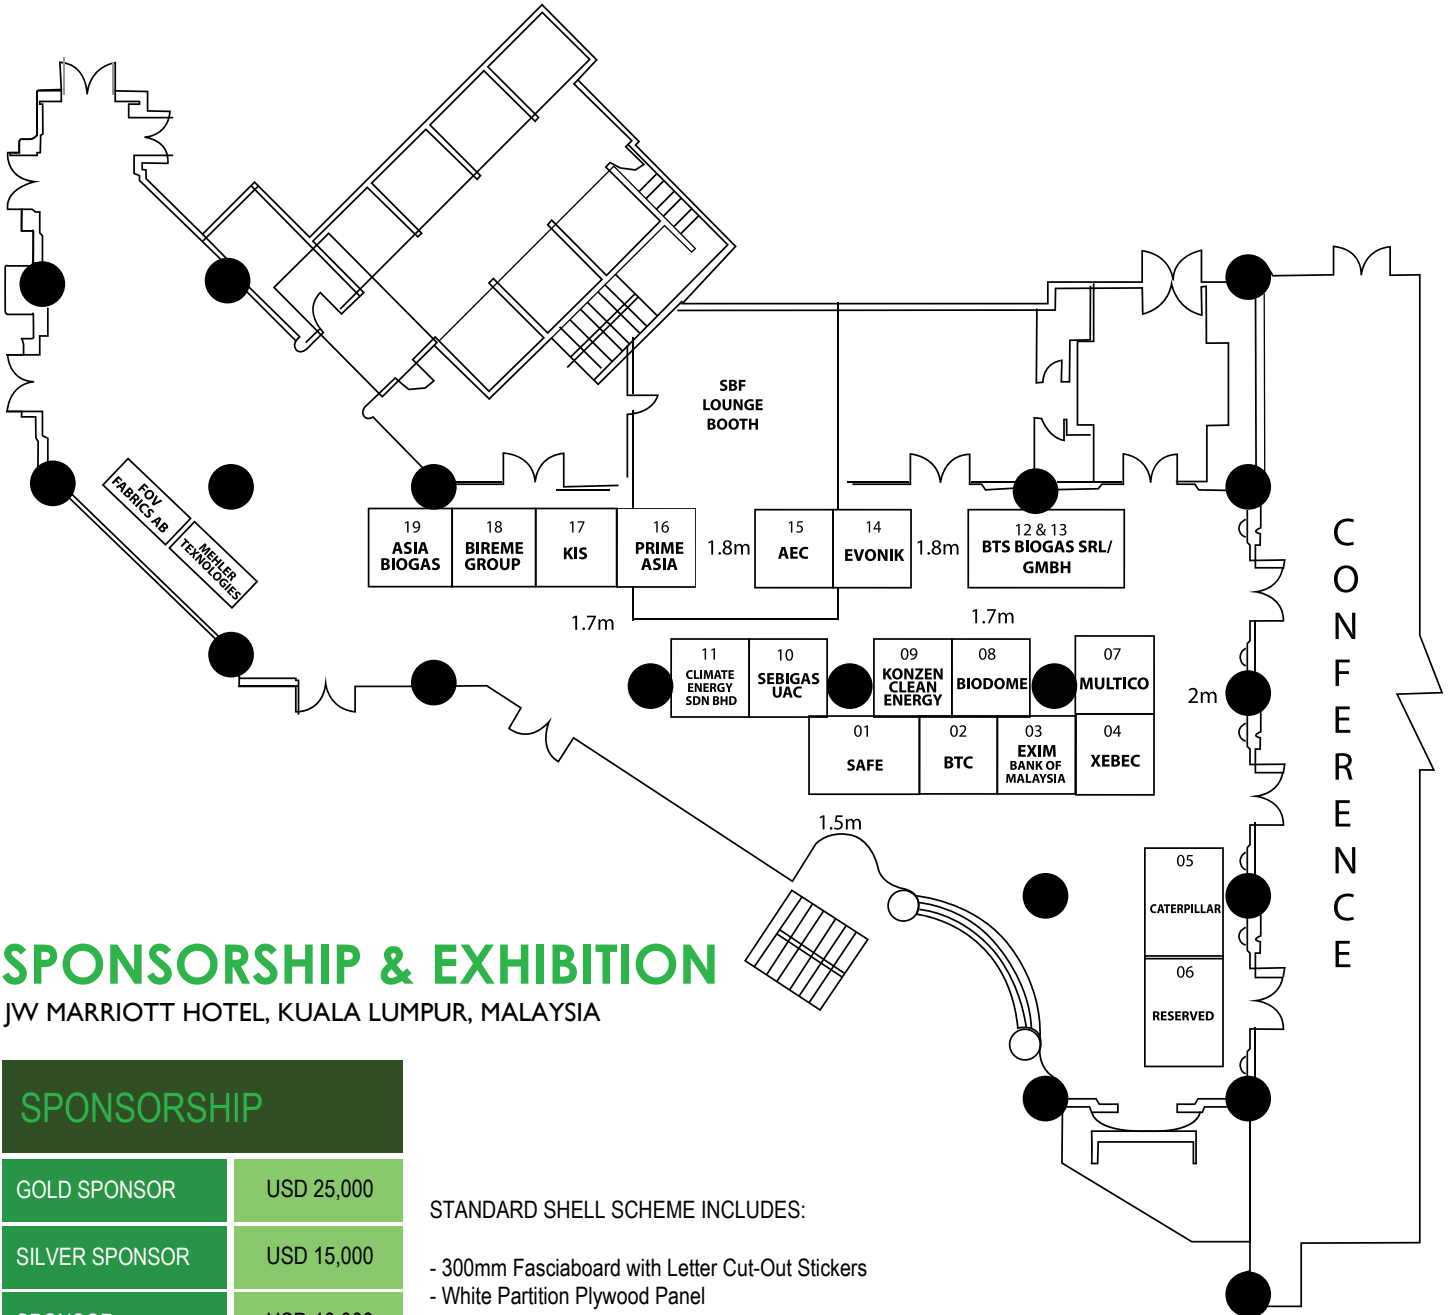 SBF
LOUNGE
BOOTH
FOV
FABRICS AB
MEHLER
TEXNOLOGIES
19
ASIA
BIOGAS
18
BIREME
GROUP
17
KIS
16
PRIME
ASIA
1.8m
15
AEC
14
EVONIK
1.8m
12 & 13
BTS BIOGAS SRL/
GMBH
1.7m
1.7m
11
CLIMATE
ENERGY
SDN BHD
10
SEBIGAS
UAC
09
KONZEN
CLEAN
ENERGY
08
BIODOME
07
MULTICO
2m
01
SAFE
02
BTC
03
EXIM
BANK OF
MALAYSIA
04
XEBEC
1.5m
05
CATERPILLAR
06
RESERVED
CONFERENCE
SPONSORSHIP & EXHIBITION
JW MARRIOTT HOTEL, KUALA LUMPUR, MALAYSIA
SPONSORSHIP
GOLD SPONSOR USD 25,000
SILVER SPONSOR USD 15,000
STANDARD SHELL SCHEME INCLUDES:
- 300mm Fasciaboard with Letter Cut-Out Stickers
- White Partition Plywood Panel